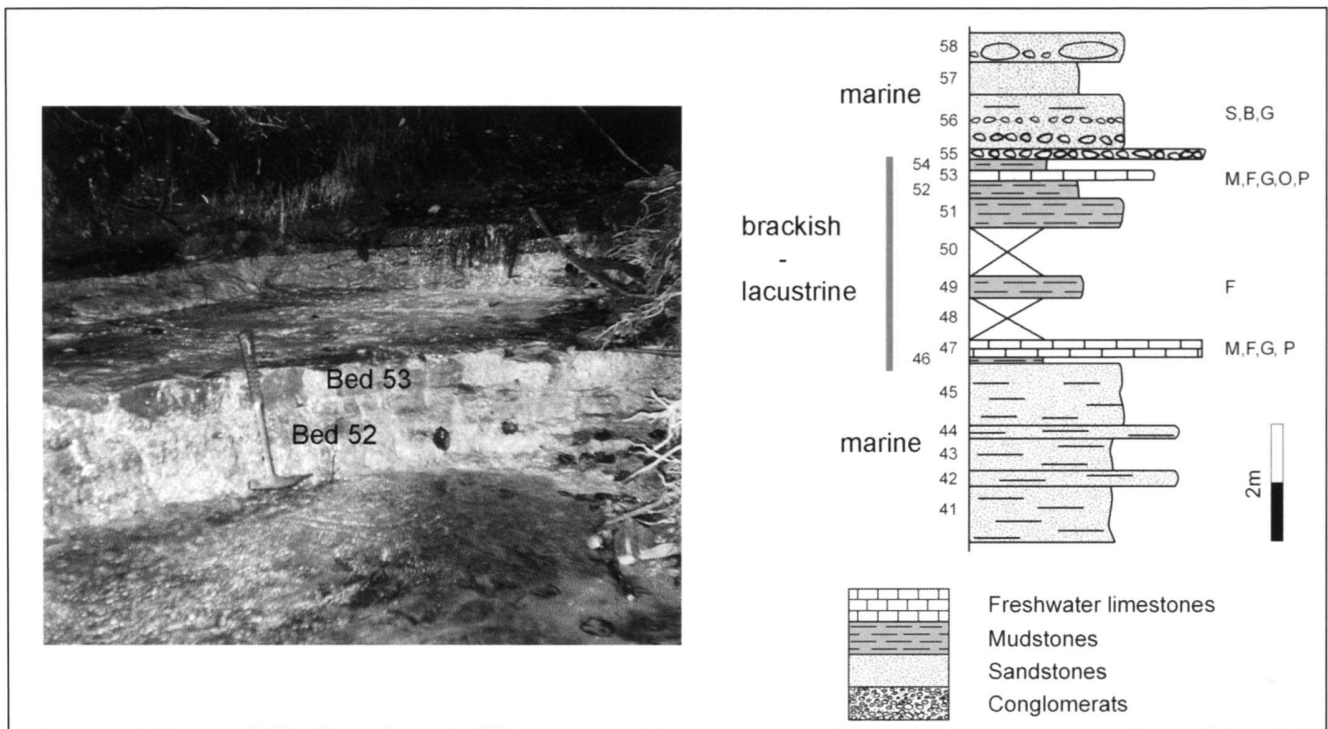 Bed 53
Bed 52
58
57
marine
56
S,B,G
55
54
53
M,F,G,O,P
52
51
brackish
-
lacustrine
50
49
F
48
47
M,F,G, P
46
45
44
marine
43
42
41
2m
Freshwater limestones
Mudstones
Sandstones
Conglomerats